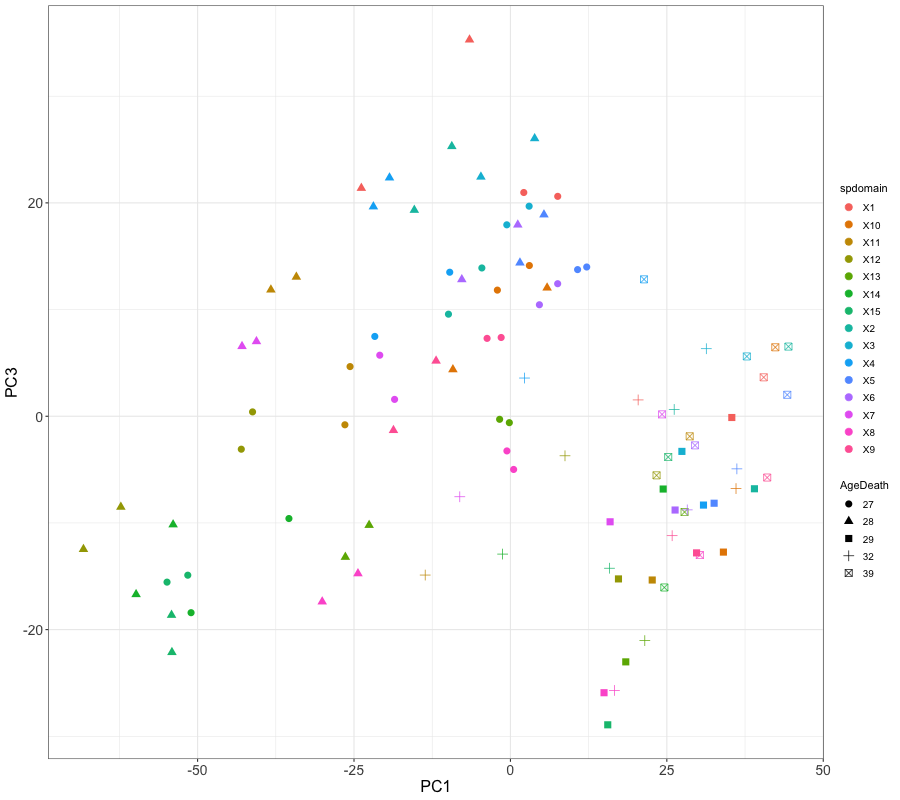 20
0
-20
PC3
-50
-25
0
25
50
PC1
spdomain
X1
X10
X11
X12
X13
X14
X15
X2
X3
X4
X5
X6
X7
X8
X9
AgeDeath
27
28
29
32
39